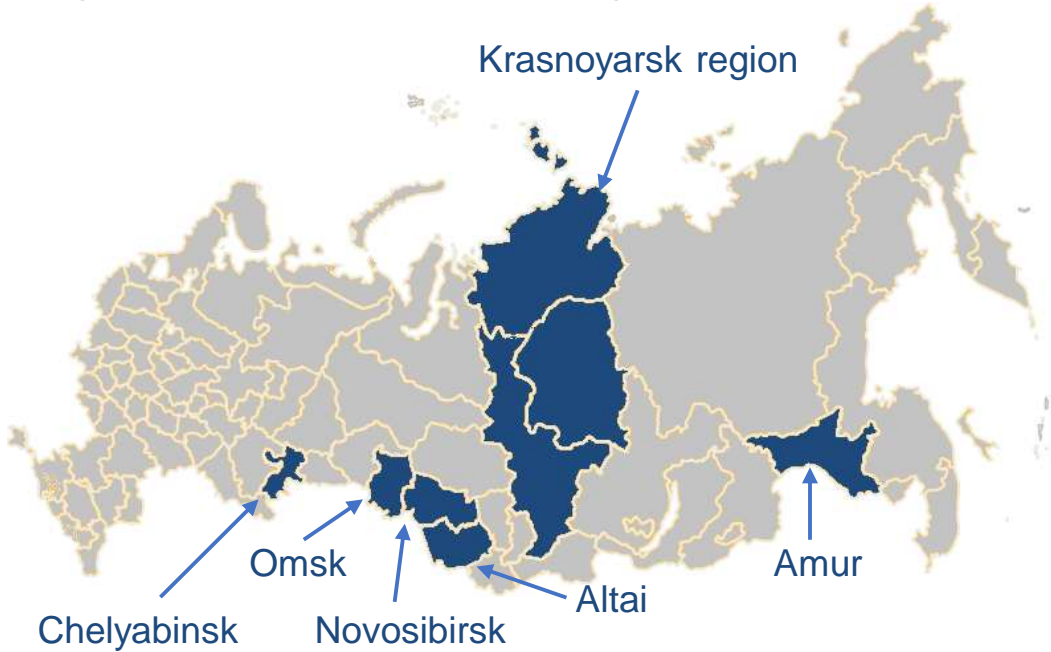 Krasnoyarsk region
Omsk
Amur
Altai
Chelyabinsk
Novosibirsk